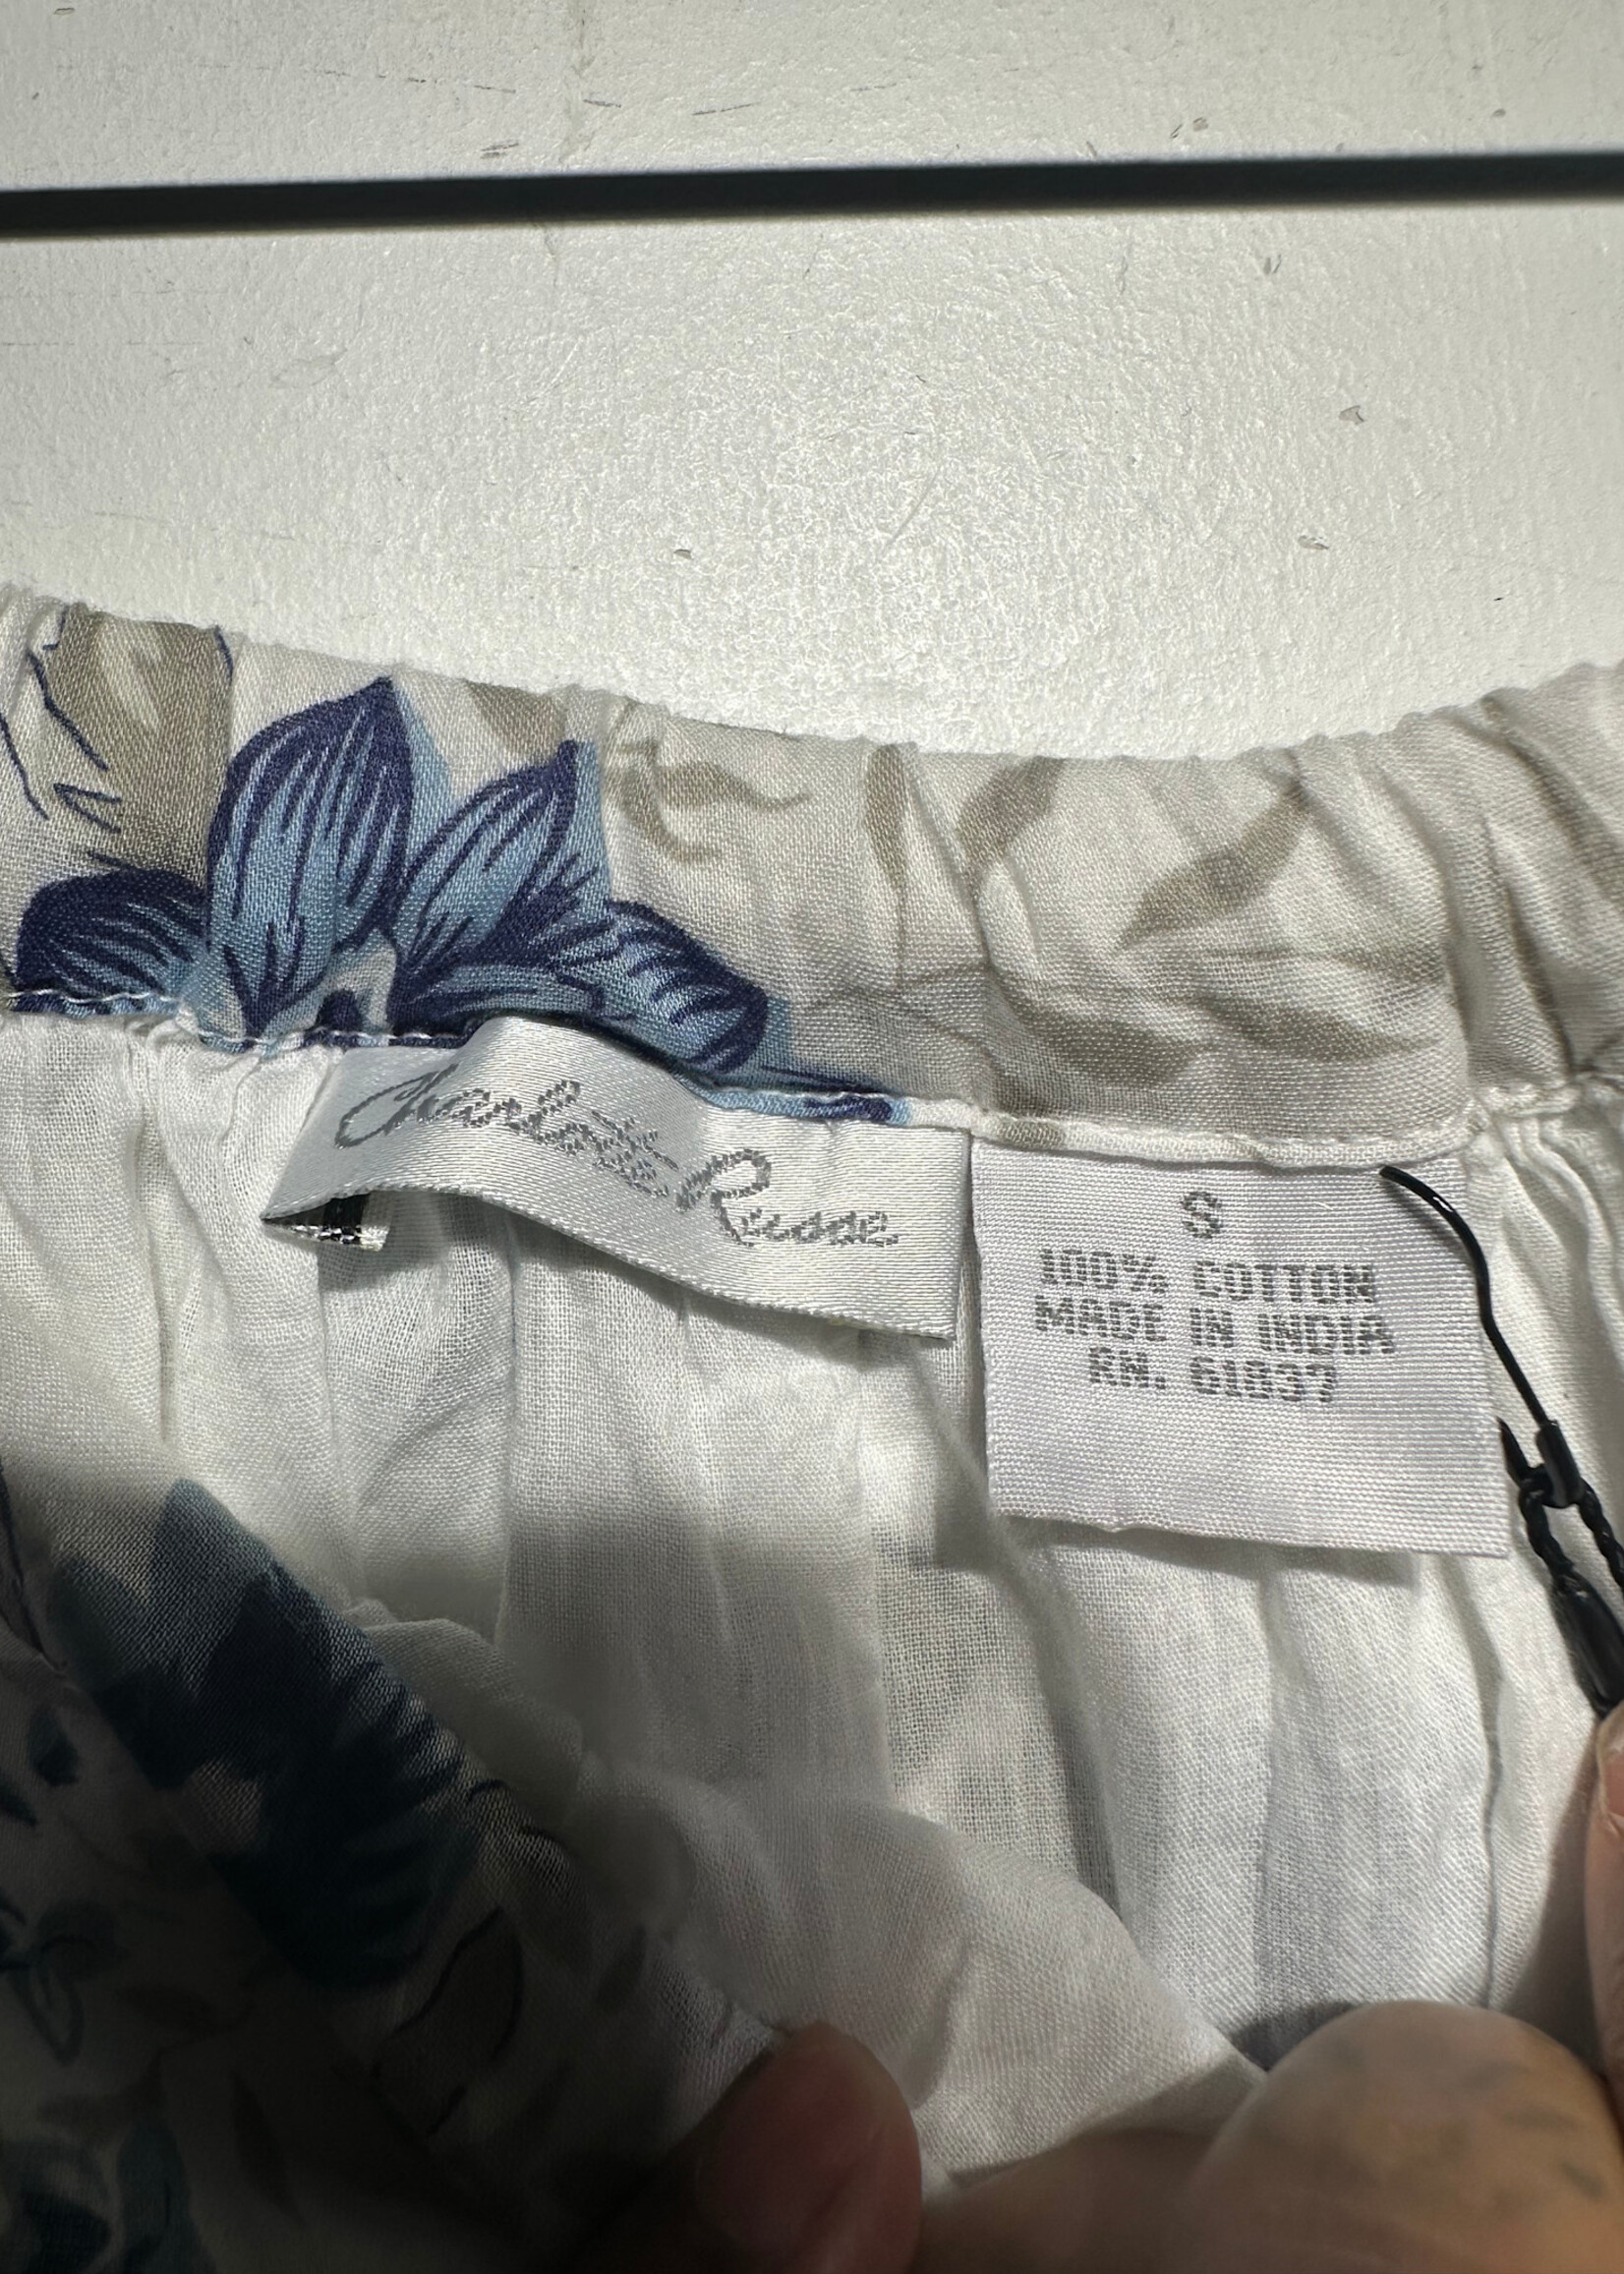 Charlotte Russe
S
100% COTTON
MADE IN INDIA
RN. 61837